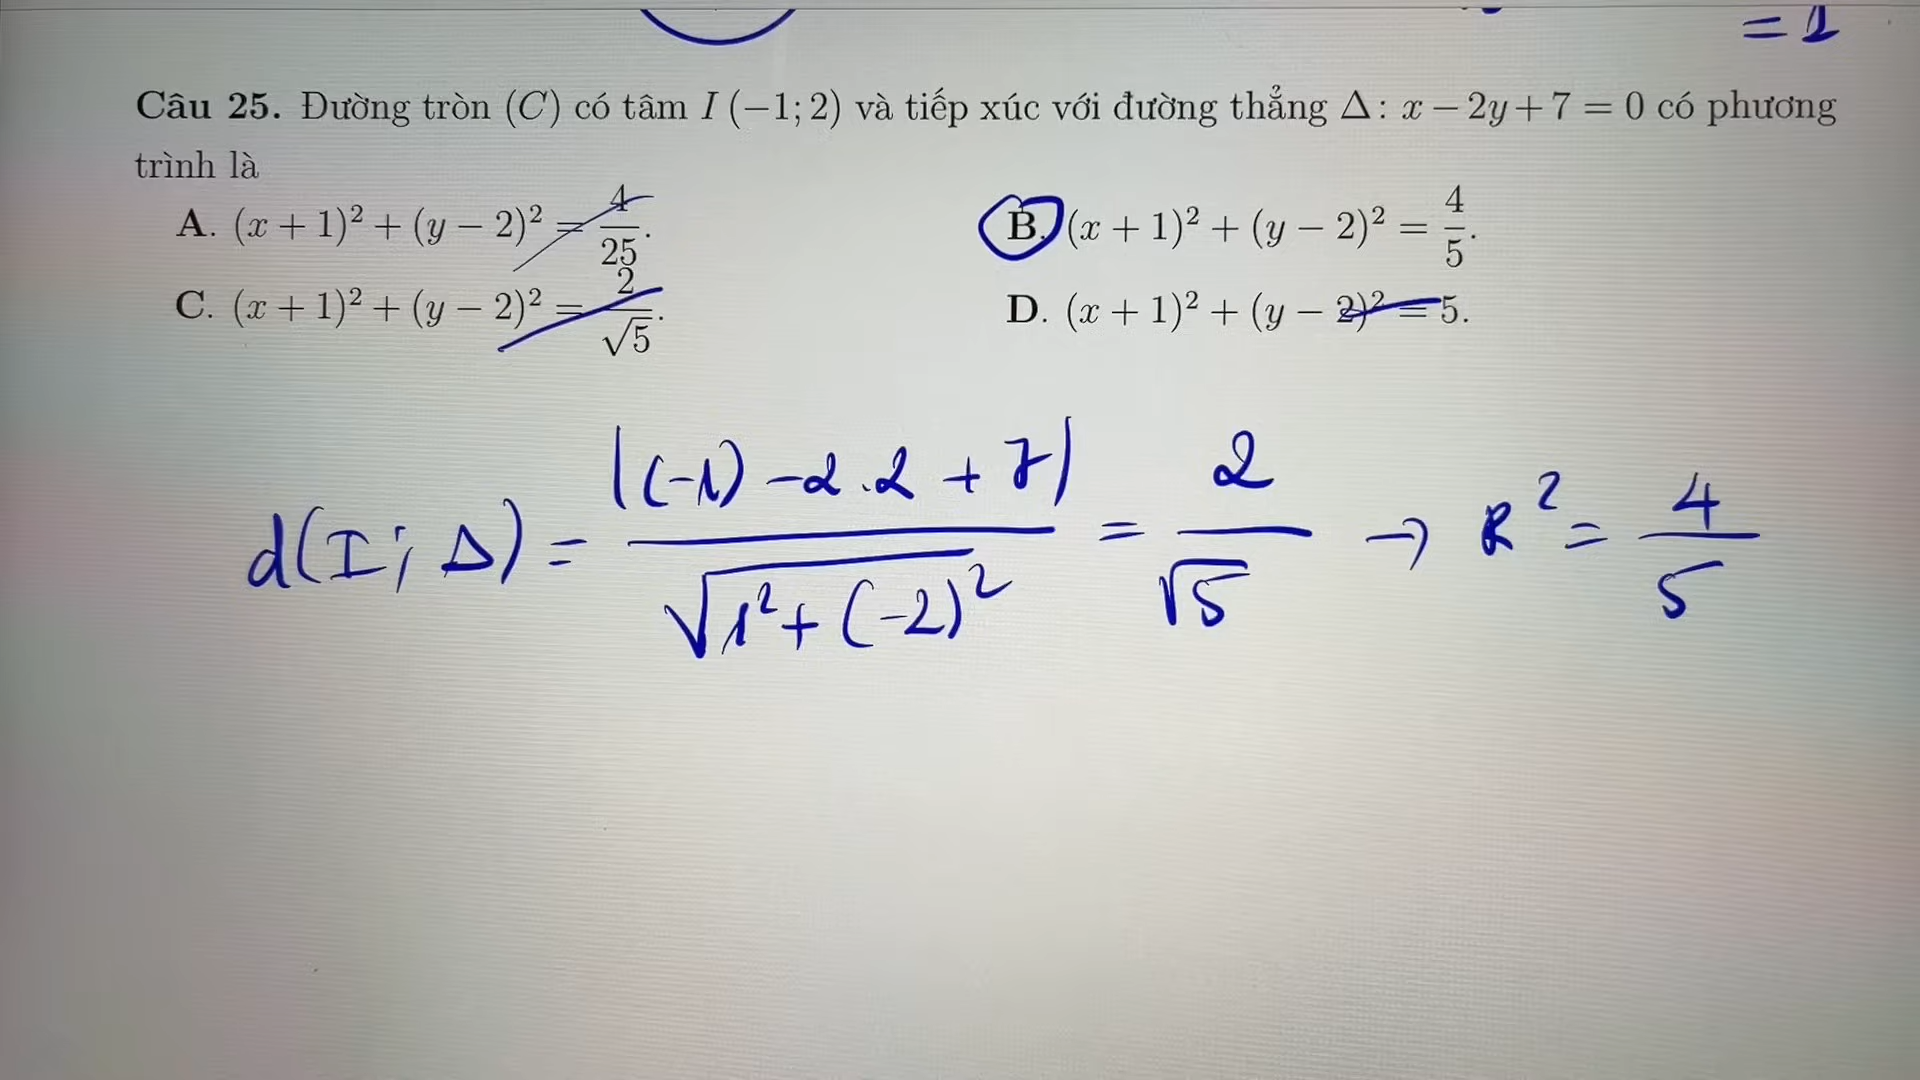 = 1
Câu 25. Đường tròn (C) có tâm I (−1; 2) và tiếp xúc với đường thẳng Δ: x − 2y + 7 = 0 có phương
trình là
A. (x + 1)² + (y − 2)² = 4/25.
B. (x + 1)² + (y − 2)² = 4/5.
C. (x + 1)² + (y − 2)² = 2/√5.
D. (x + 1)² + (y − 2)² = 5.
d(I; Δ) = |(-1) - 2.2 + 7| / √(1² + (-2)²) = 2/√5 → R² = 4/5